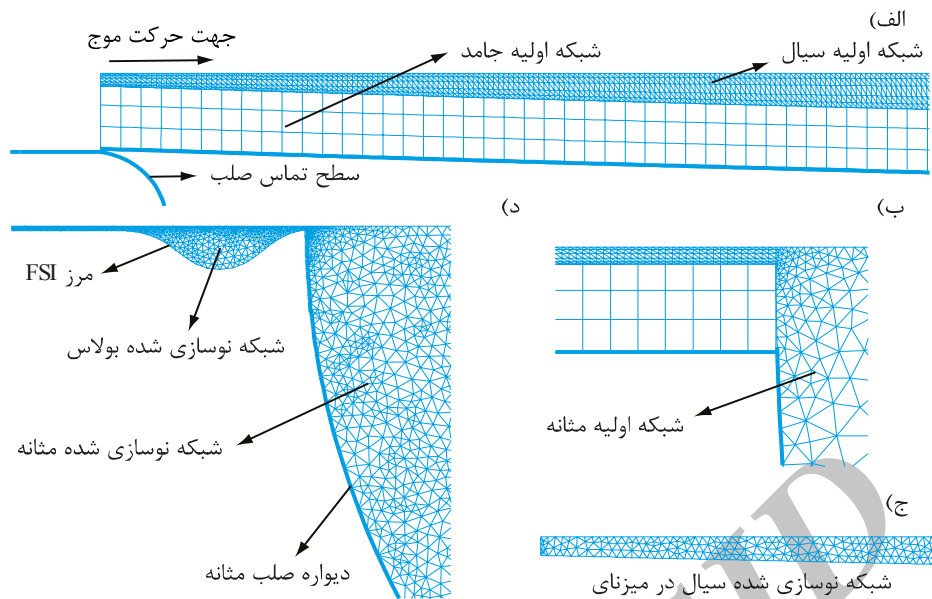 الف)
شبکه اولیه سیال
شبکه اولیه جامد
جهت حرکت موج
سطح تماس صلب
ب)
شبکه اولیه مثانه
ج)
شبکه نوسازی شده سیال در میزنای
د)
مرز FSI
شبکه نوسازی شده بولاس
شبکه نوسازی شده مثانه
دیواره صلب مثانه